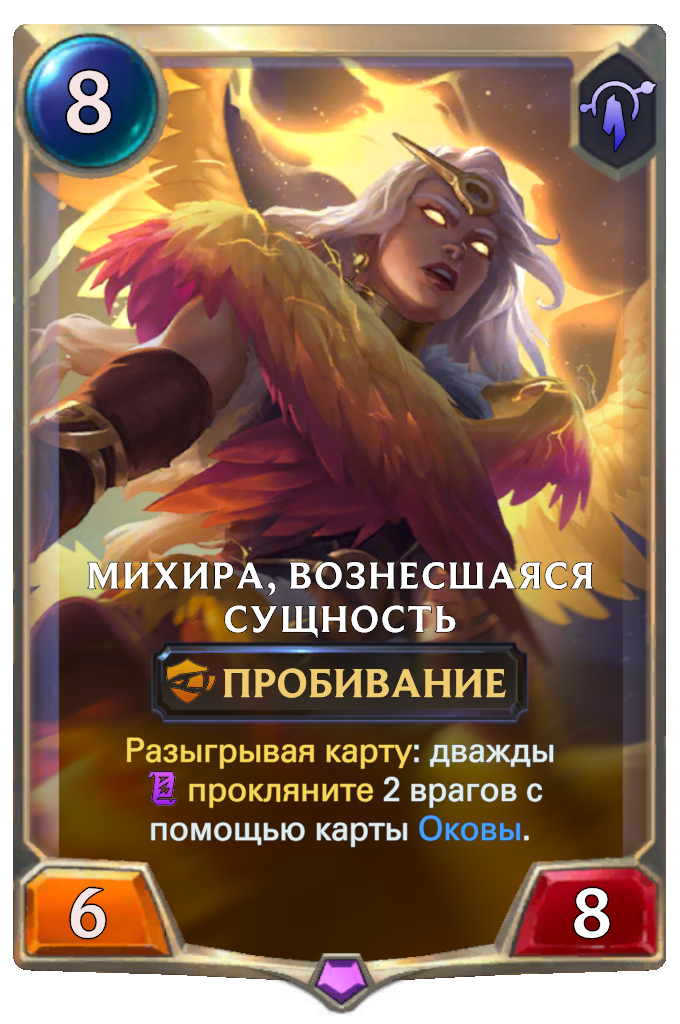 8
МИХИРА, ВОЗНЕСШАЯСЯ
СУЩНОСТЬ
ПРОБИВАНИЕ
Разыгрывая карту: дважды
прокляните 2 врагов с
помощью карты Оковы.
6
8